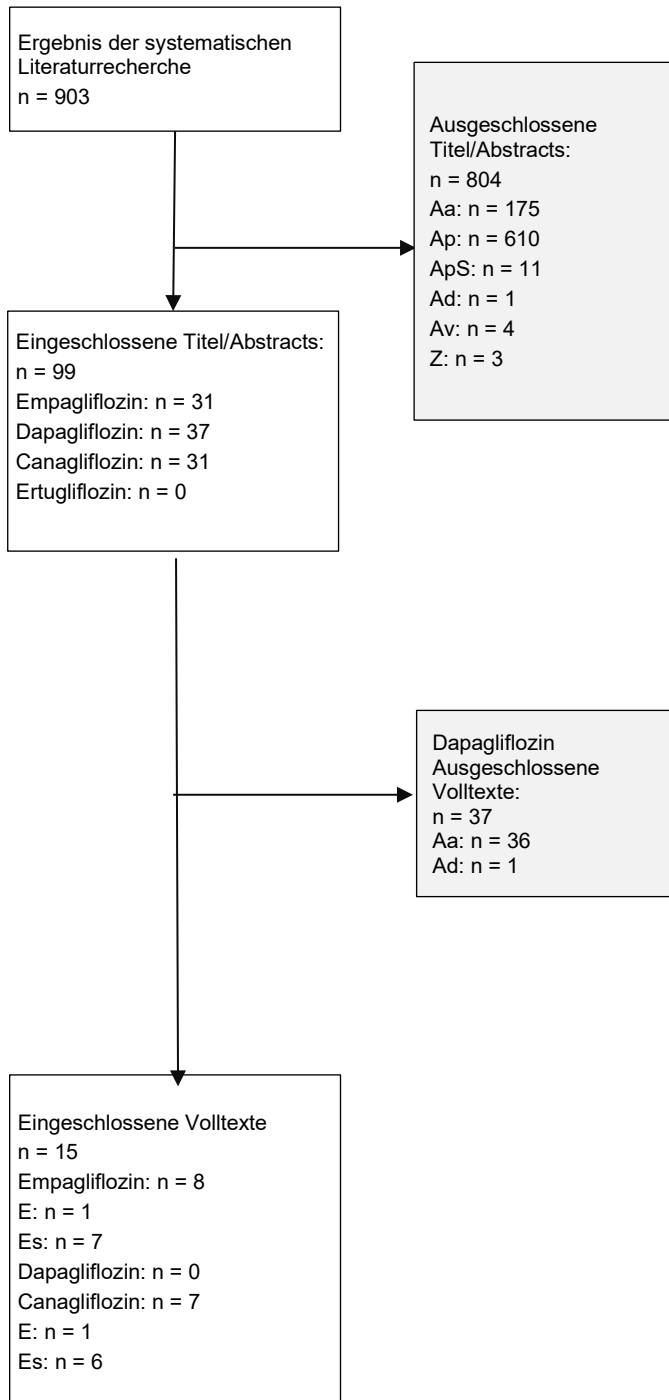 Ergebnis der systematischen
Literaturrecherche
n = 903
Ausgeschlossene
Titel/Abstracts:
n = 804
Aa: n = 175
Ap: n = 610
ApS: n = 11
Ad: n = 1
Av: n = 4
Z: n = 3
Eingeschlossene Titel/Abstracts:
n = 99
Empagliflozin: n = 31
Dapagliflozin: n = 37
Canagliflozin: n = 31
Ertugliflozin: n = 0
Dapagliflozin
Ausgeschlossene
Volltexte:
n = 37
Aa: n = 36
Ad: n = 1
Eingeschlossene Volltexte
n = 15
Empagliflozin: n = 8
E: n = 1
Es: n = 7
Dapagliflozin: n = 0
Canagliflozin: n = 7
E: n = 1
Es: n = 6